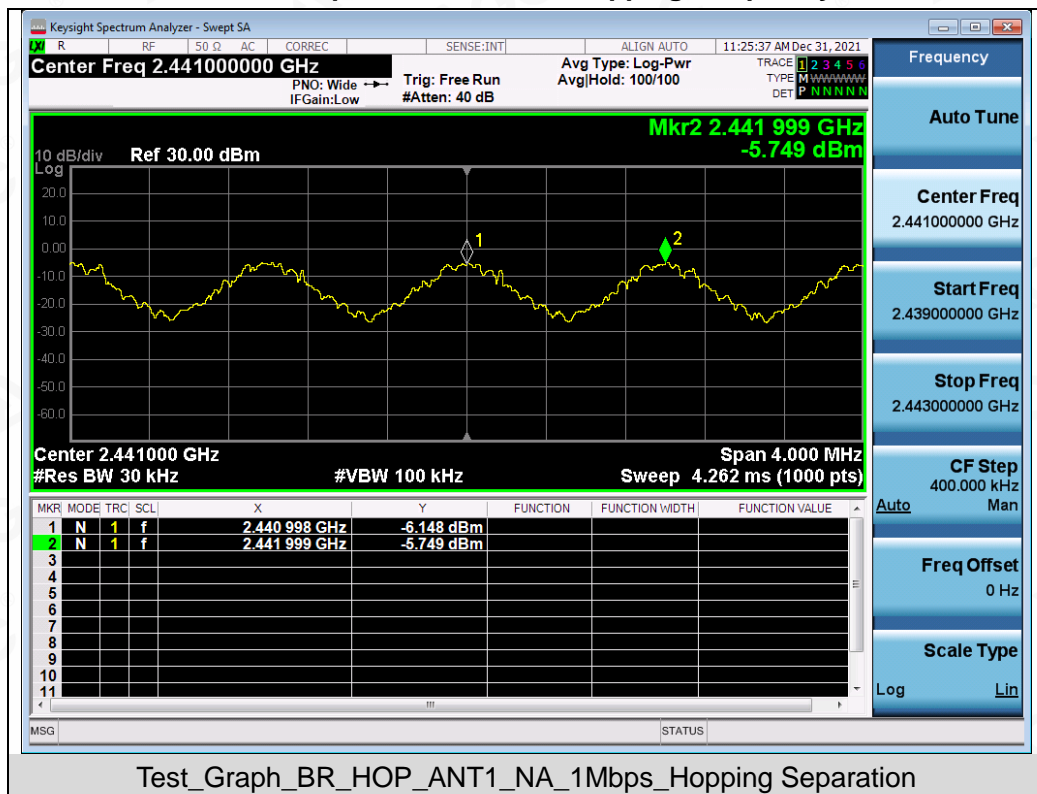 Keysight Spectrum Analyzer - Swept SA
LXI R RF 50 Ω AC CORREC SENSE:INT ALIGN AUTO 11:25:37 AM Dec 31, 2021
Center Freq 2.441000000 GHz
PNO: Wide
IFGain:Low
Trig: Free Run
#Atten: 40 dB
Avg Type: Log-Pwr
Avg|Hold: 100/100
TRACE 1 2 3 4 5 6
TYPE M WWWWW
DET P N N N N N
Mkr2 2.441 999 GHz
-5.749 dBm
10 dB/div Ref 30.00 dBm
Log
20.0
10.0
0.00
-10.0
-20.0
-30.0
-40.0
-50.0
-60.0
1
2
Center 2.441000 GHz Span 4.000 MHz
#Res BW 30 kHz #VBW 100 kHz Sweep 4.262 ms (1000 pts)
MKR MODE TRC SCL X Y FUNCTION FUNCTION WIDTH FUNCTION VALUE
1 N 1 f 2.440 998 GHz -6.148 dBm
2 N 1 f 2.441 999 GHz -5.749 dBm
3
4
5
6
7
8
9
10
11
MSG STATUS
Frequency
Auto Tune
Center Freq
2.441000000 GHz
Start Freq
2.439000000 GHz
Stop Freq
2.443000000 GHz
CF Step
400.000 kHz
Auto Man
Freq Offset
0 Hz
Scale Type
Log Lin
Test_Graph_BR_HOP_ANT1_NA_1Mbps_Hopping Separation